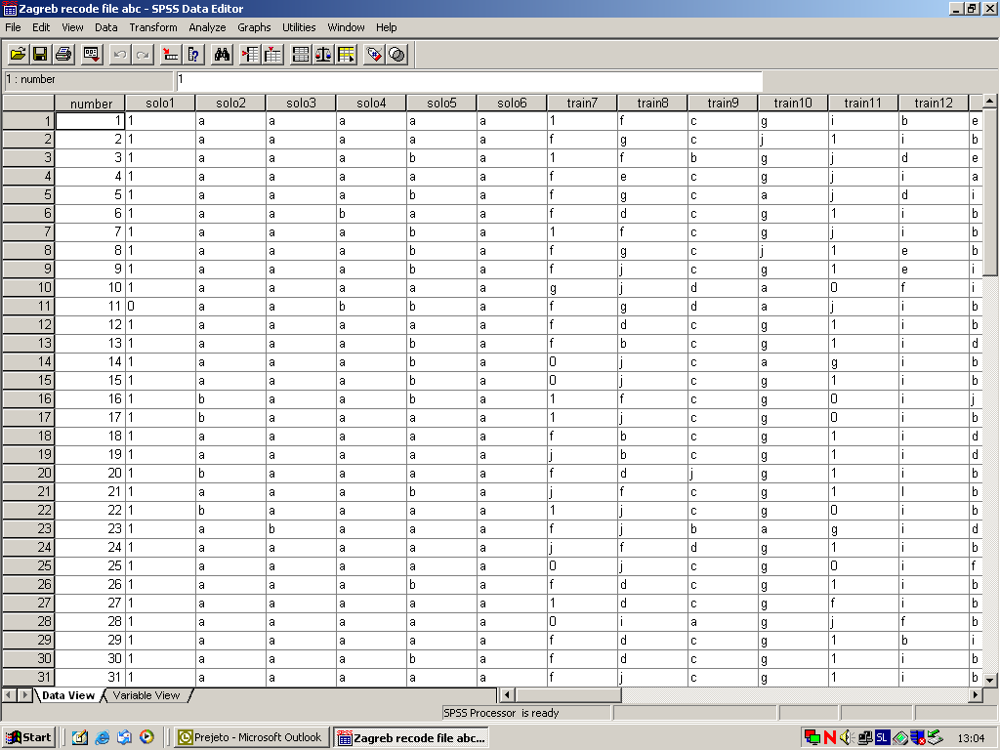 Zagreb recode file abc - SPSS Data Editor
File Edit View Data Transform Analyze Graphs Utilities Window Help
1 : number 1
number solo1 solo2 solo3 solo4 solo5 solo6 train7 train8 train9 train10 train11 train12
1 1 1 a a a a a 1 f c g i b e
2 2 1 a a a a a f g c j 1 i b
3 3 1 a a a b a 1 f b g j d e
4 4 1 a a a a a f e c g j i a
5 5 1 a a a b a f g c a j d i
6 6 1 a a b a a f d c g 1 i b
7 7 1 a a a b a 1 f c g j i b
8 8 1 a a a b a f g c j 1 e b
9 9 1 a a a b a f j c g 1 e i
10 10 1 a a a a a g j d a 0 f i
11 11 0 a a b b a f g d a j i b
12 12 1 a a a a a f d c g 1 i b
13 13 1 a a a b a f b c g 1 i d
14 14 1 a a a b a 0 j c a g i b
15 15 1 a a a b a 0 j c g 1 i b
16 16 1 b a a b a 1 f c g 0 i j
17 17 1 b a a b a 1 j c g 0 i b
18 18 1 a a a a a f b c g 1 i d
19 19 1 a a a a a j b c g 1 i d
20 20 1 b a a a a f d j g 1 i b
21 21 1 a a a b a j f c g 1 l b
22 22 1 b a a a a 1 j c g 0 i b
23 23 1 a b a a a f j b a g i d
24 24 1 a a a a a j f d g 1 i b
25 25 1 a a a a a 0 j c g 0 i f
26 26 1 a a a b a f d c g 1 i b
27 27 1 a a a a a 1 d c g f i b
28 28 1 a a a a a 0 i a g j f b
29 29 1 a a a a a f d c g 1 b i
30 30 1 a a a b a f d c g 1 i b
31 31 1 a a a a a f j c g 1 i b
Data View Variable View
SPSS Processor is ready
Start Prejeto - Microsoft Outlook Zagreb recode file abc... N SL 13:04